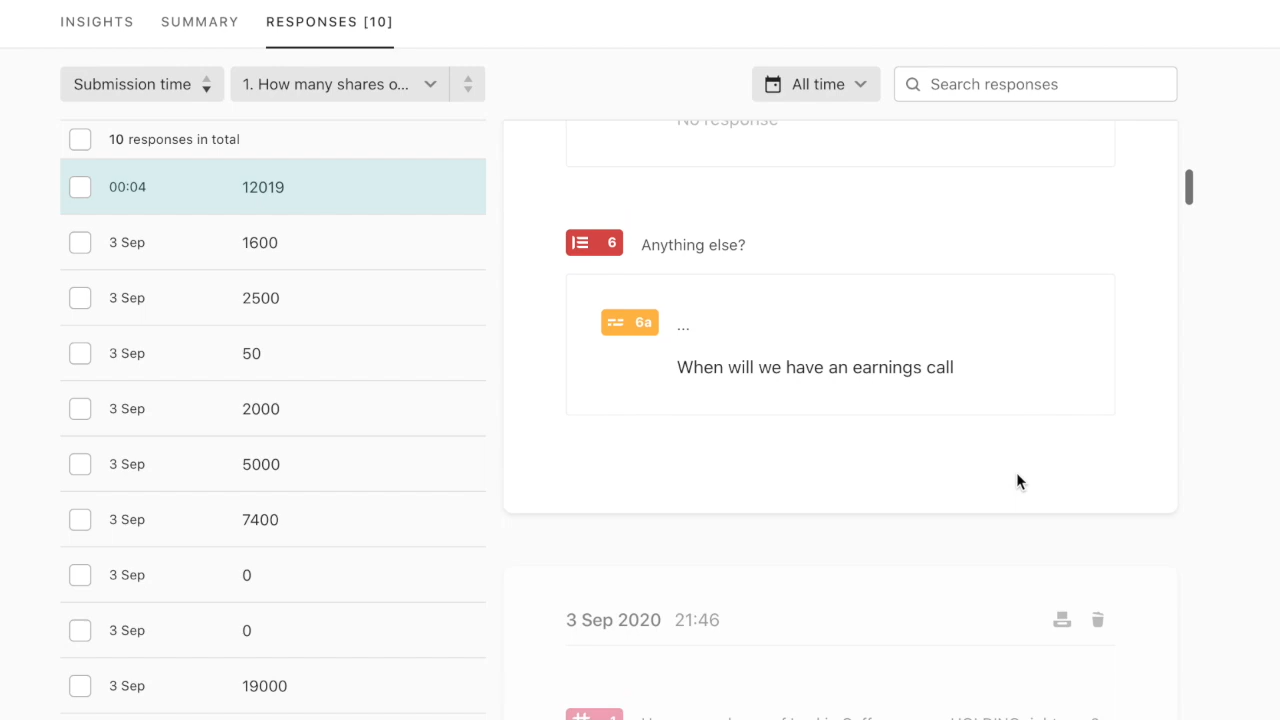 INSIGHTS SUMMARY RESPONSES [10]
Submission time 1. How many shares o... All time Search responses
10 responses in total
00:04 12019
3 Sep 1600
3 Sep 2500
3 Sep 50
3 Sep 2000
3 Sep 5000
3 Sep 7400
3 Sep 0
3 Sep 0
3 Sep 19000
No response
6 Anything else?
6a ...
When will we have an earnings call
3 Sep 2020 21:46